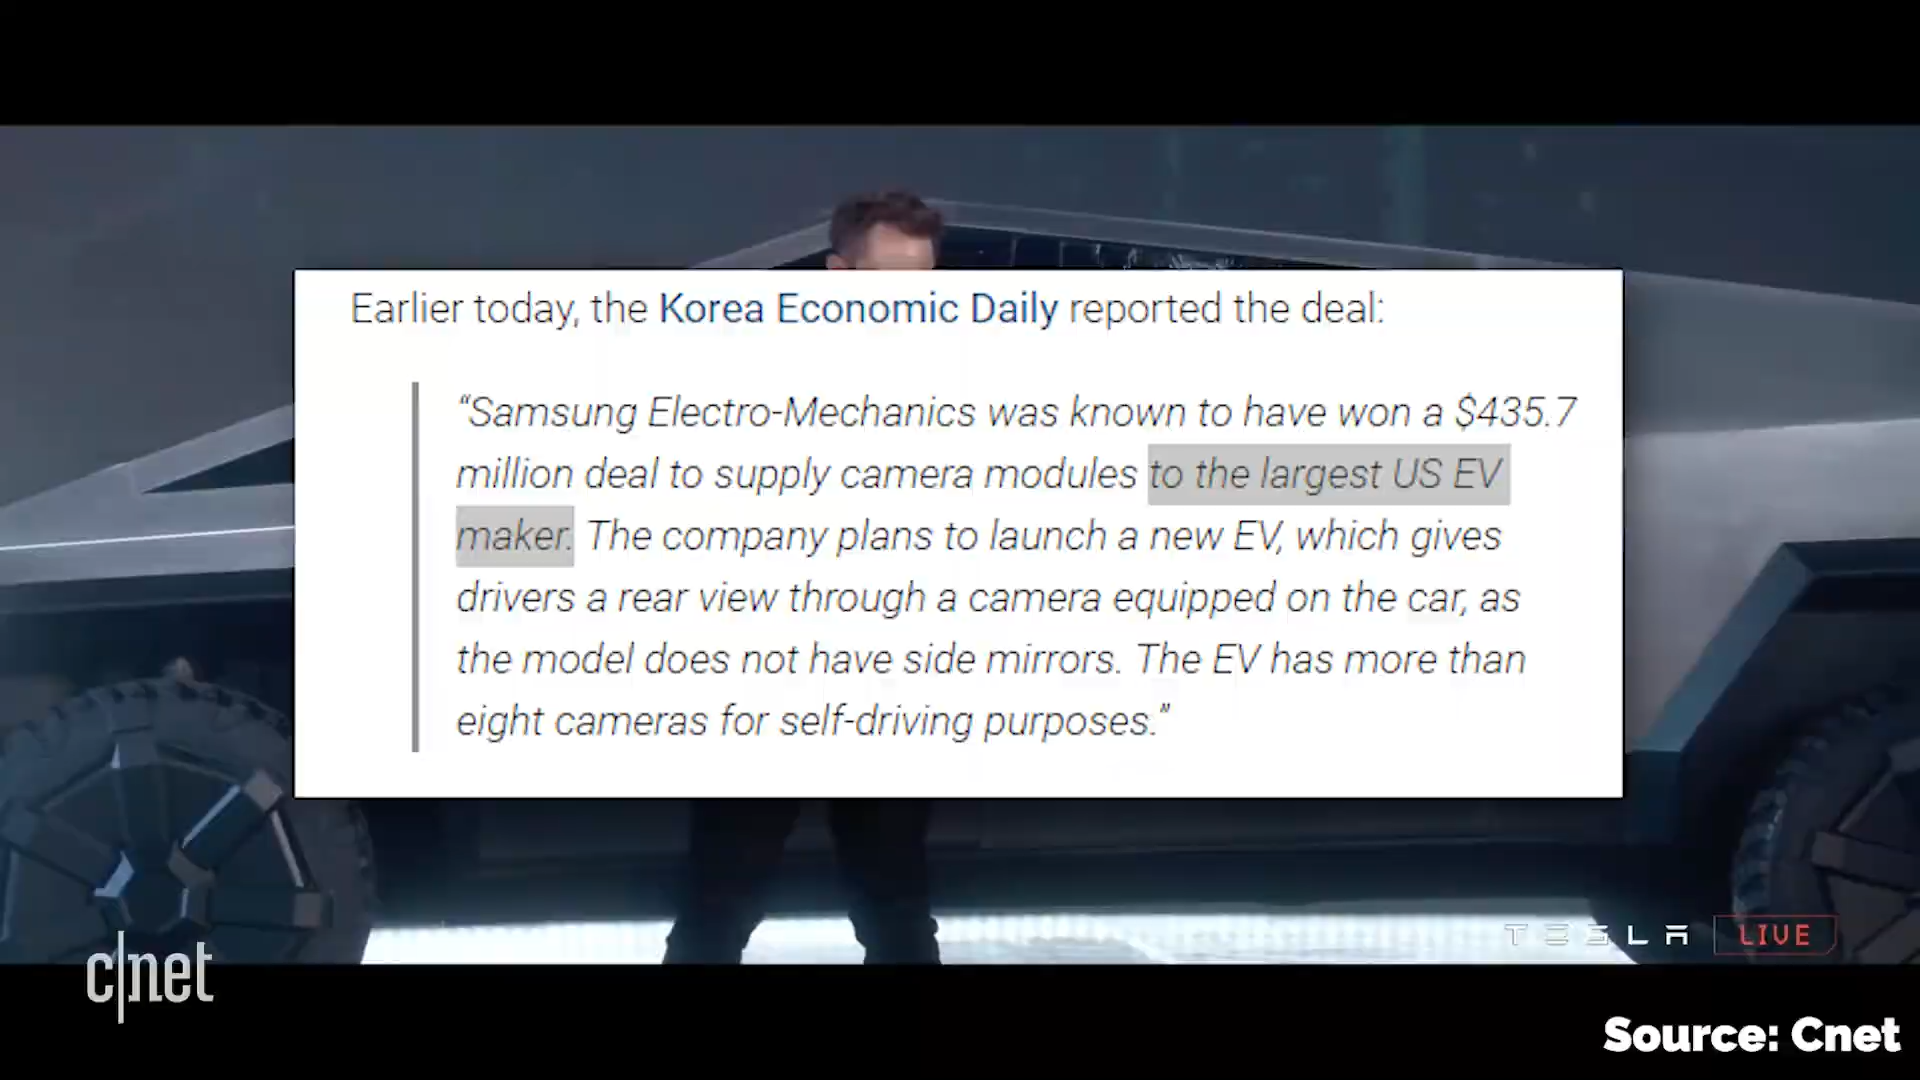 Earlier today, the Korea Economic Daily reported the deal:
“Samsung Electro-Mechanics was known to have won a $435.7
million deal to supply camera modules to the largest US EV
maker. The company plans to launch a new EV, which gives
drivers a rear view through a camera equipped on the car, as
the model does not have side mirrors. The EV has more than
eight cameras for self-driving purposes.”
TESLA LIVE
c|net
Source: Cnet